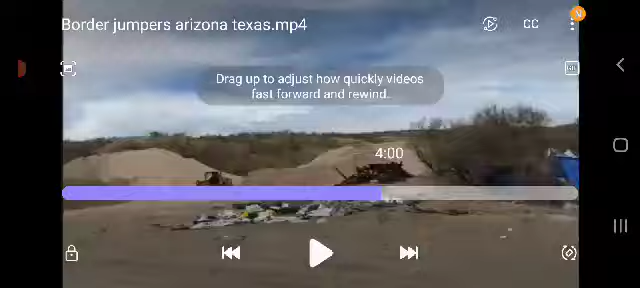 Border jumpers arizona texas.mp4
CC
Drag up to adjust how quickly videos
fast forward and rewind.
4:00